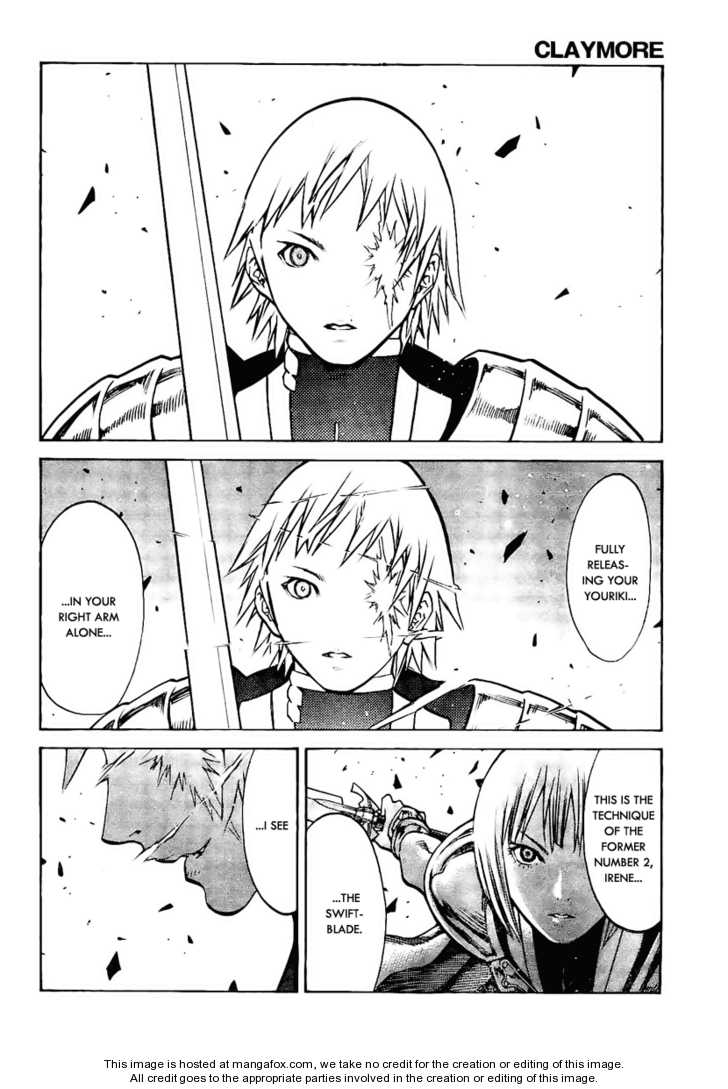 CLAYMORE
FULLY
RELEAS-
ING YOUR
YOURIKI...
...IN YOUR
RIGHT ARM
ALONE...
THIS IS THE
TECHNIQUE
OF THE
FORMER
NUMBER 2,
IRENE...
...THE
SWIFT-
BLADE.
...I SEE
This image is hosted at mangafox.com, we take no credit for the creation or editing of this image.
All credit goes to the appropriate parties involved in the creation or editing of this image.